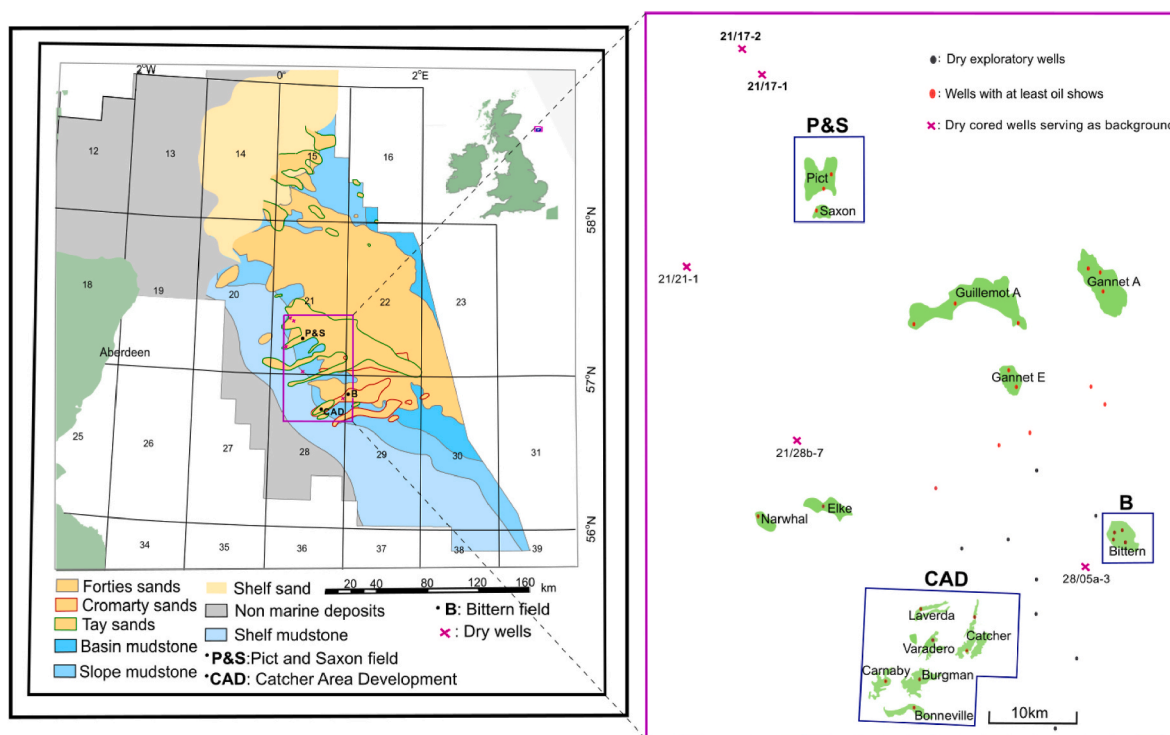 2°W
0°
2°E
12
13
14
15
16
58°N
18
19
20
21
22
23
P&S
Aberdeen
57°N
B
CAD
25
26
27
28
29
30
31
56°N
34
35
36
37
38
39
Forties sands
Cromarty sands
Tay sands
Basin mudstone
Slope mudstone
Shelf sand
Non marine deposits
Shelf mudstone
P&S:Pict and Saxon field
CAD: Catcher Area Development
20 40 80 120 160 km
B: Bittern field
: Dry wells
21/17-2
21/17-1
: Dry exploratory wells
: Wells with at least oil shows
: Dry cored wells serving as background
P&S
Pict
Saxon
21/21-1
Guillemot A
Gannet A
Gannet E
21/28b-7
Narwhal
Elke
B
Bittern
28/05a-3
CAD
Laverda
Catcher
Varadero
Carnaby
Burgman
Bonneville
10km